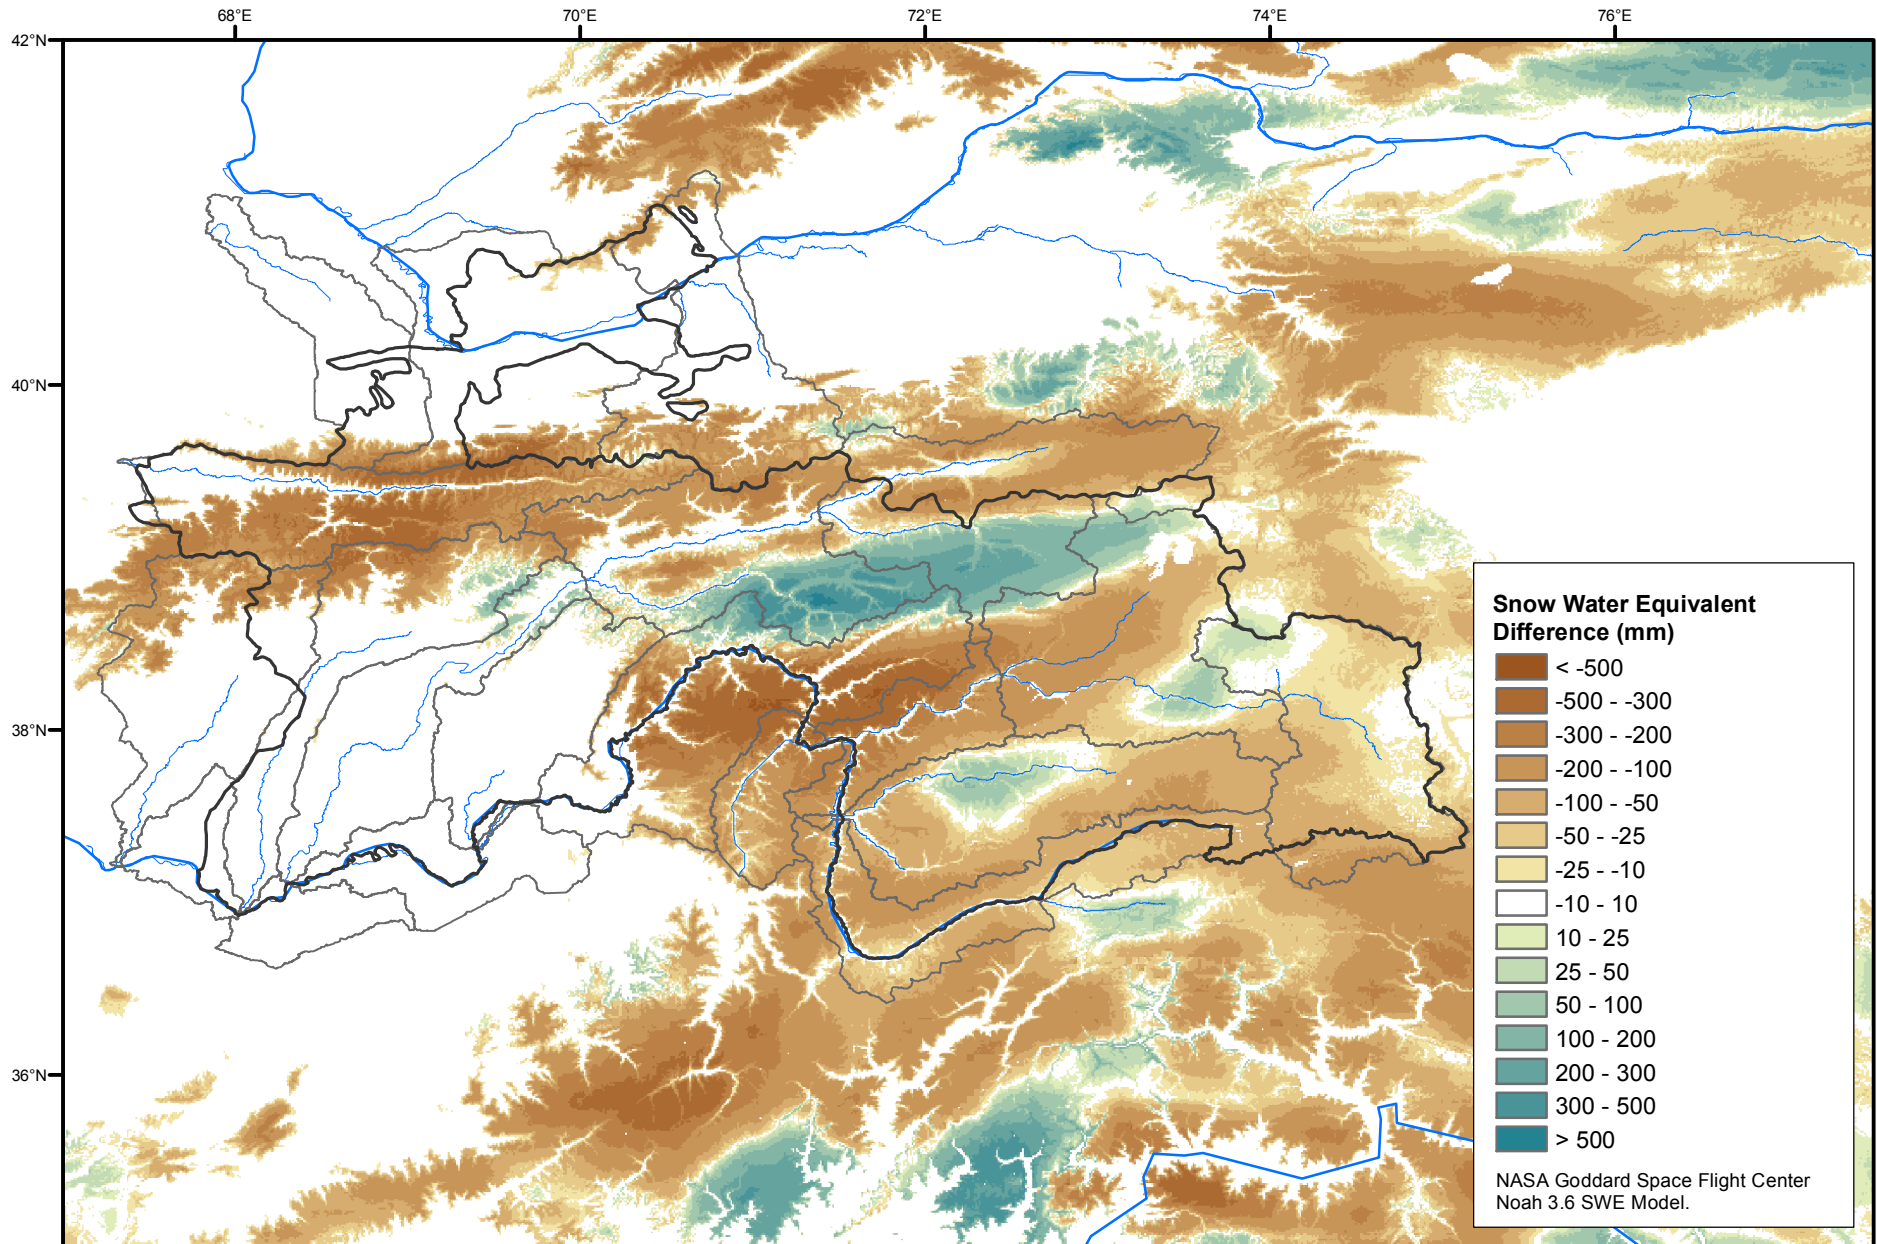 68°E
70°E
72°E
74°E
76°E
42°N
40°N
38°N
36°N
Snow Water Equivalent
Difference (mm)
< -500
-500 - -300
-300 - -200
-200 - -100
-100 - -50
-50 - -25
-25 - -10
-10 - 10
10 - 25
25 - 50
50 - 100
100 - 200
200 - 300
300 - 500
> 500
NASA Goddard Space Flight Center
Noah 3.6 SWE Model.